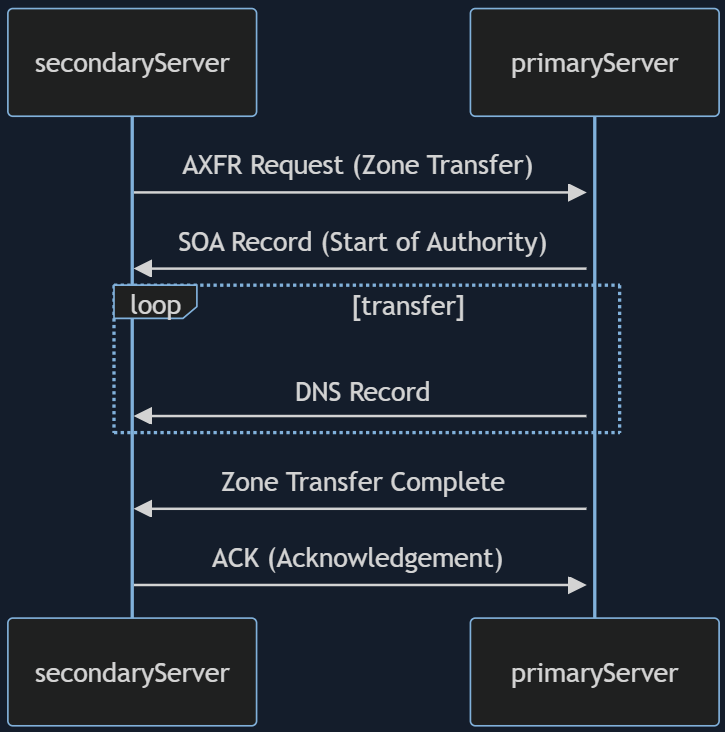 secondaryServer
primaryServer
AXFR Request (Zone Transfer)
SOA Record (Start of Authority)
loop
[transfer]
DNS Record
Zone Transfer Complete
ACK (Acknowledgement)
secondaryServer
primaryServer